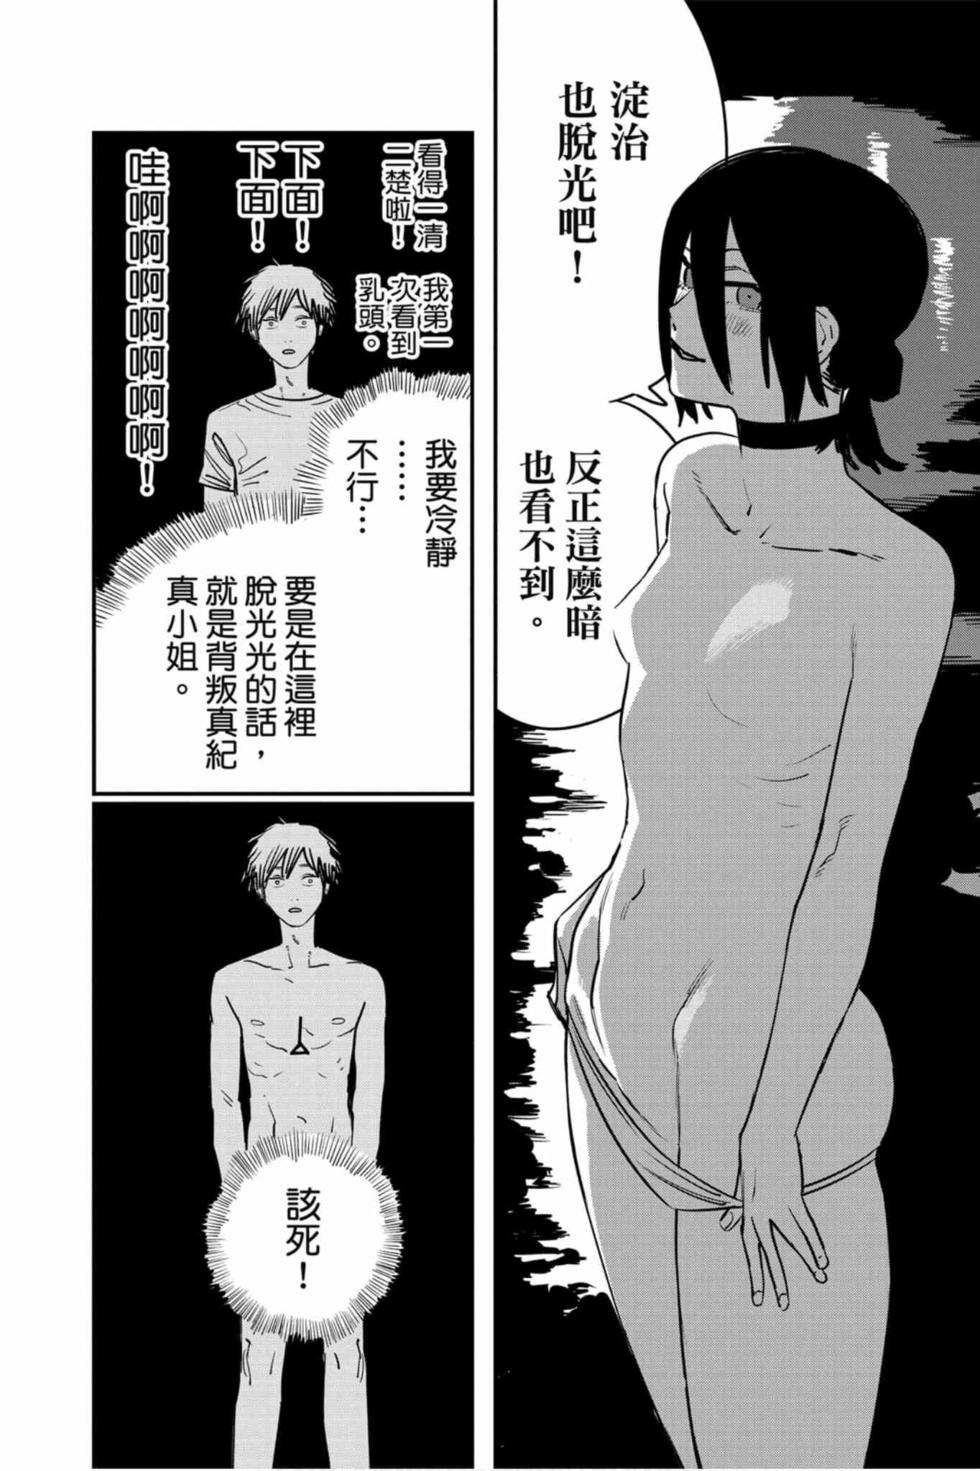 淀治
也脫光吧！
反正這麼暗
也看不到。
看得一清
二楚啦！
我第一
次看到
乳頭。
下面！
下面！
哇啊啊啊啊啊啊啊！
我要冷靜
……
不行…
要是在這裡
脫光光的話，
就是背叛真紀
真小姐。
該死！